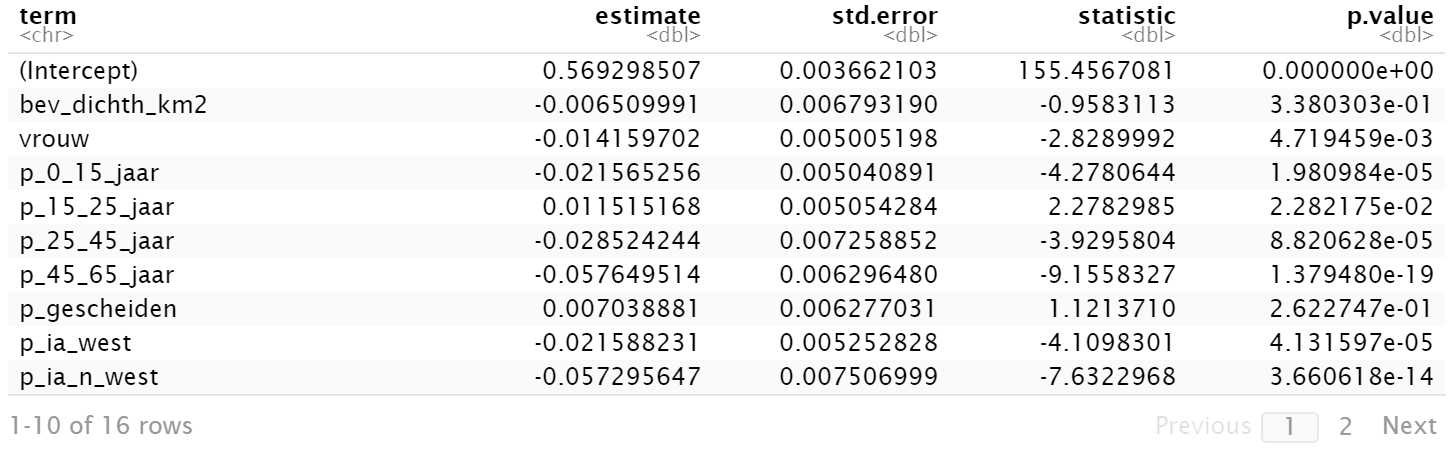 term estimate std.error statistic p.value
<chr> <dbl> <dbl> <dbl> <dbl>
(Intercept) 0.569298507 0.003662103 155.4567081 0.000000e+00
bev_dichth_km2 -0.006509991 0.006793190 -0.9583113 3.380303e-01
vrouw -0.014159702 0.005005198 -2.8289992 4.719459e-03
p_0_15_jaar -0.021565256 0.005040891 -4.2780644 1.980984e-05
p_15_25_jaar 0.011515168 0.005054284 2.2782985 2.282175e-02
p_25_45_jaar -0.028524244 0.007258852 -3.9295804 8.820628e-05
p_45_65_jaar -0.057649514 0.006296480 -9.1558327 1.379480e-19
p_gescheiden 0.007038881 0.006277031 1.1213710 2.622747e-01
p_ia_west -0.021588231 0.005252828 -4.1098301 4.131597e-05
p_ia_n_west -0.057295647 0.007506999 -7.6322968 3.660618e-14
1-10 of 16 rows Previous 1 2 Next